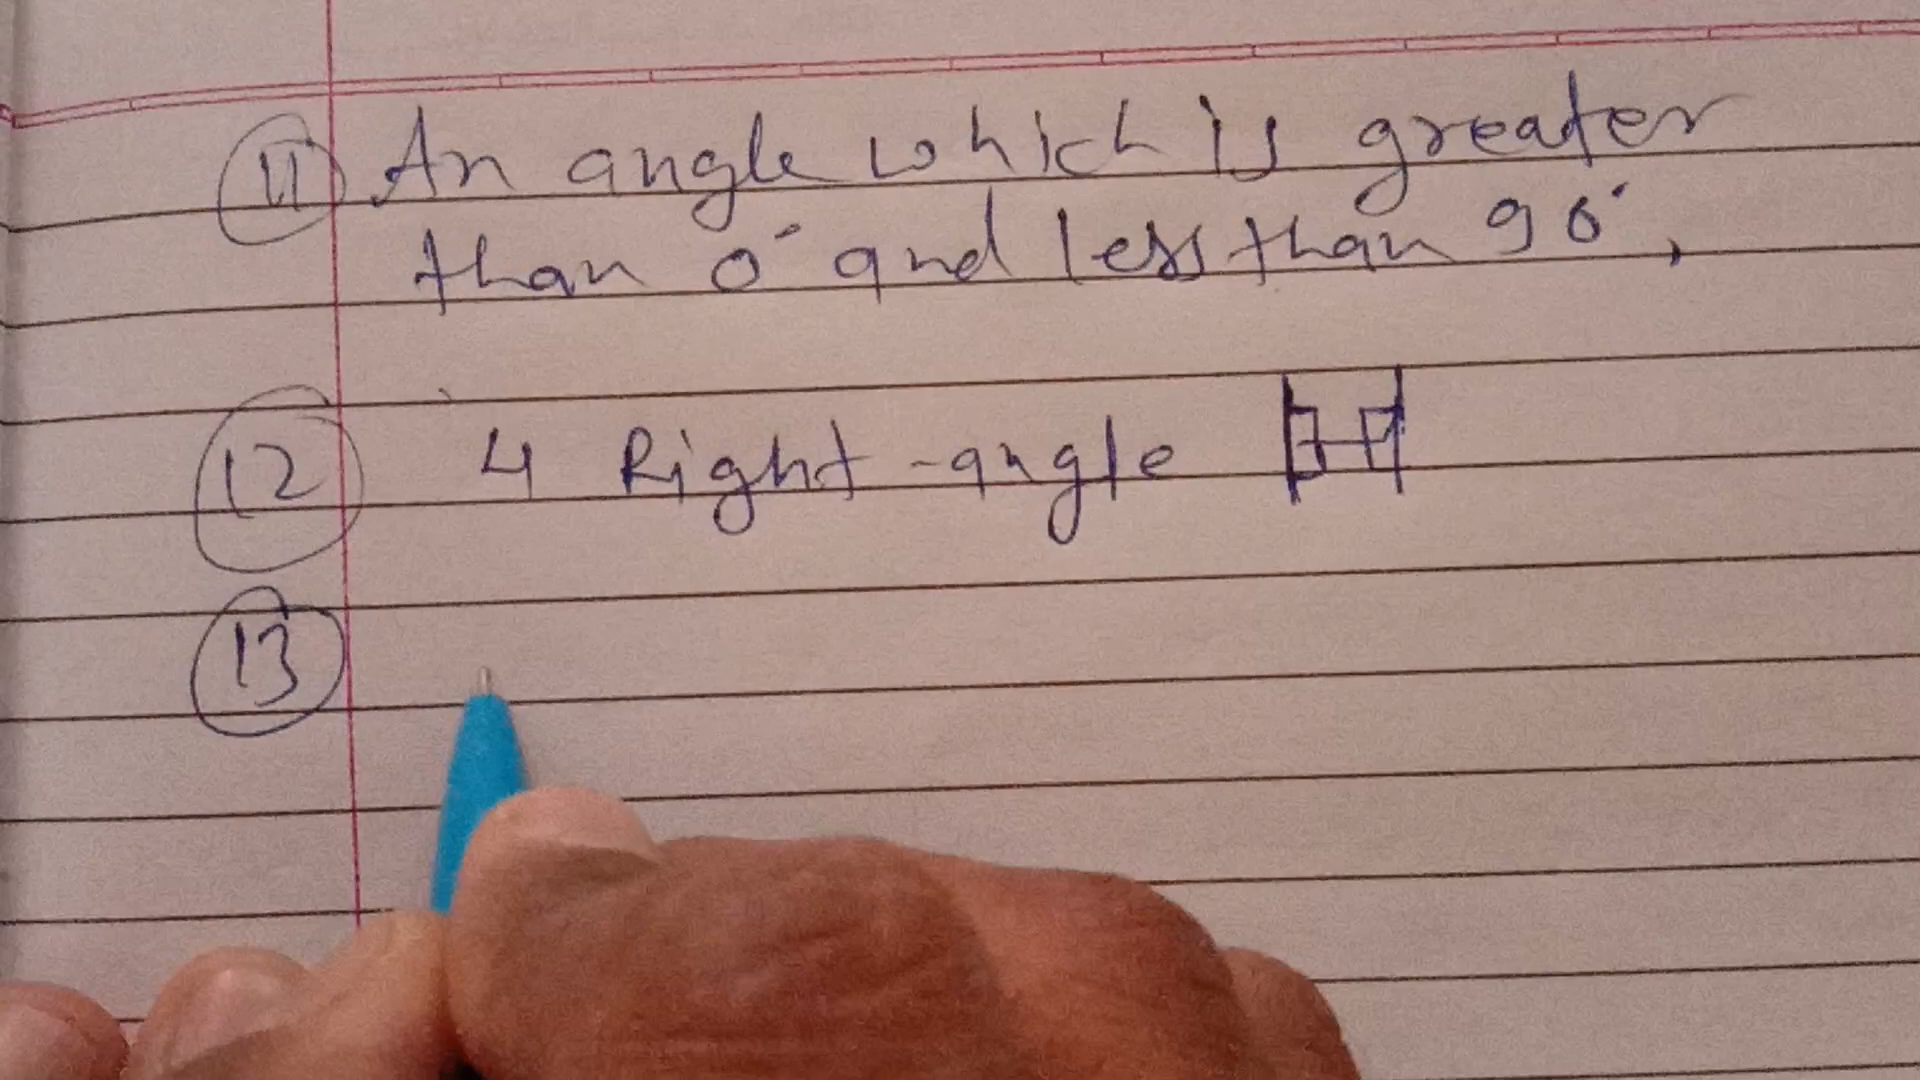 11 An angle which is greater
than 0° and less than 90°,
12 4 Right-angle H
13